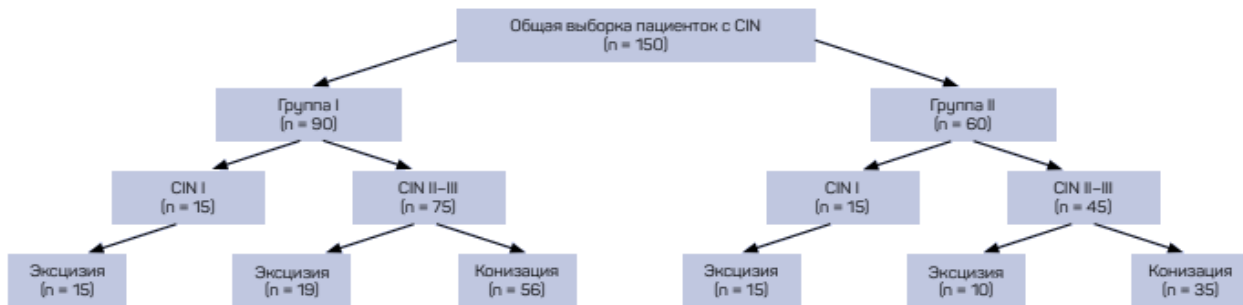 Общая выборка пациенток с CIN
(n = 150)
Группа I
(n = 90)
Группа II
(n = 60)
CIN I
(n = 15)
CIN II–III
(n = 75)
CIN I
(n = 15)
CIN II–III
(n = 45)
Эксцизия
(n = 15)
Эксцизия
(n = 19)
Конизация
(n = 56)
Эксцизия
(n = 15)
Эксцизия
(n = 10)
Конизация
(n = 35)